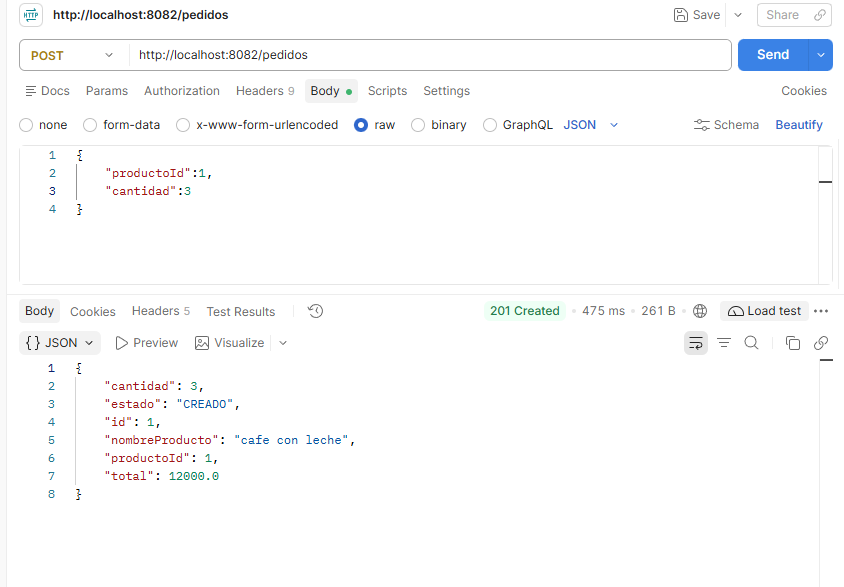 HTTP http://localhost:8082/pedidos Save Share
POST http://localhost:8082/pedidos Send
Docs Params Authorization Headers 9 Body Scripts Settings Cookies
none form-data x-www-form-urlencoded raw binary GraphQL JSON Schema Beautify
1 {
2 "productoId":1,
3 "cantidad":3
4 }
Body Cookies Headers 5 Test Results 201 Created 475 ms 261 B Load test
{} JSON Preview Visualize
1 {
2 "cantidad": 3,
3 "estado": "CREADO",
4 "id": 1,
5 "nombreProducto": "cafe con leche",
6 "productoId": 1,
7 "total": 12000.0
8 }